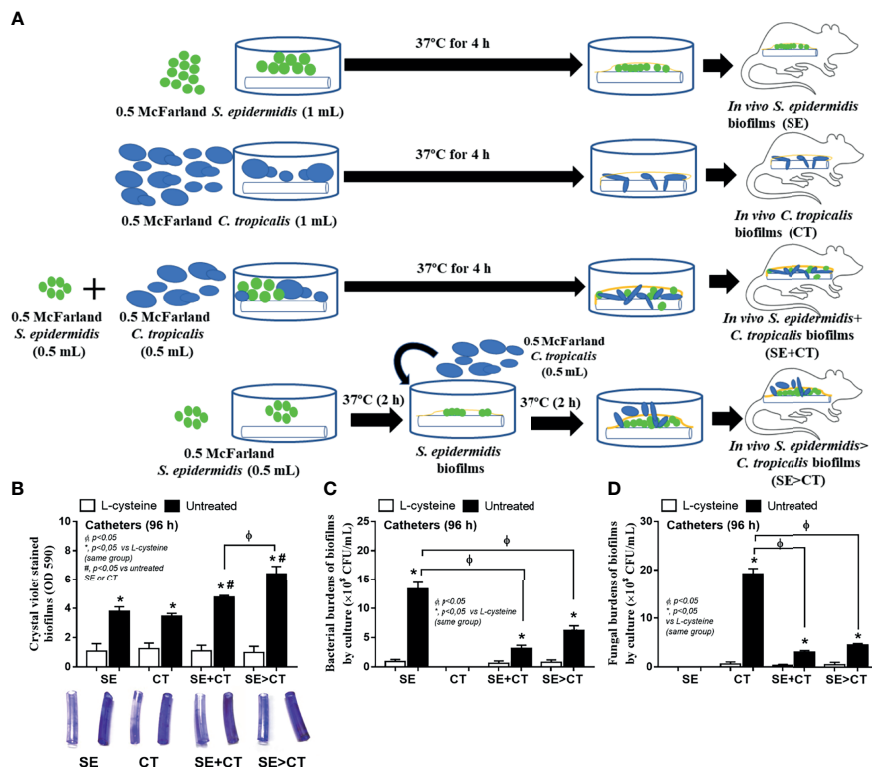 A
37°C for 4 h
0.5 McFarland S. epidermidis (1 mL)
In vivo S. epidermidis
biofilms (SE)
37°C for 4 h
0.5 McFarland C. tropicalis (1 mL)
In vivo C. tropicalis
biofilms (CT)
+
37°C for 4 h
0.5 McFarland
S. epidermidis
(0.5 mL)
0.5 McFarland
C. tropicalis
(0.5 mL)
In vivo S. epidermidis+
C. tropicalis biofilms
(SE+CT)
0.5 McFarland
C. tropicalis
(0.5 mL)
37°C (2 h)
37°C (2 h)
0.5 McFarland
S. epidermidis (0.5 mL)
S. epidermidis
biofilms
In vivo S. epidermidis>
C. tropicalis biofilms
(SE>CT)
B
L-cysteine
Untreated
Catheters (96 h)
ϕ, p<0.05
*, p<0,05 vs L-cysteine
(same group)
#, p<0.05 vs untreated
SE or CT
Crystal violet stained
biofilms (OD 590)
10
8
6
4
2
0
*
*
*#
ϕ
*#
SE
CT
SE+CT
SE>CT
SE
CT
SE+CT
SE>CT
C
L-cysteine
Untreated
Catheters (96 h)
ϕ, p<0.05
*, p<0,05 vs L-cysteine
(same group)
Bacterial burdens of biofilms
by culture (×10⁸ CFU/mL)
25
20
15
10
5
0
ϕ
ϕ
*
*
*
SE
CT
SE+CT
SE>CT
D
L-cysteine
Untreated
Catheters (96 h)
ϕ, p<0.05
*, p<0,05
vs L-cysteine
(same group)
Fungal burdens of biofilms
by culture (×10⁸ CFU/mL)
30
20
10
0
ϕ
ϕ
*
*
*
SE
CT
SE+CT
SE>CT